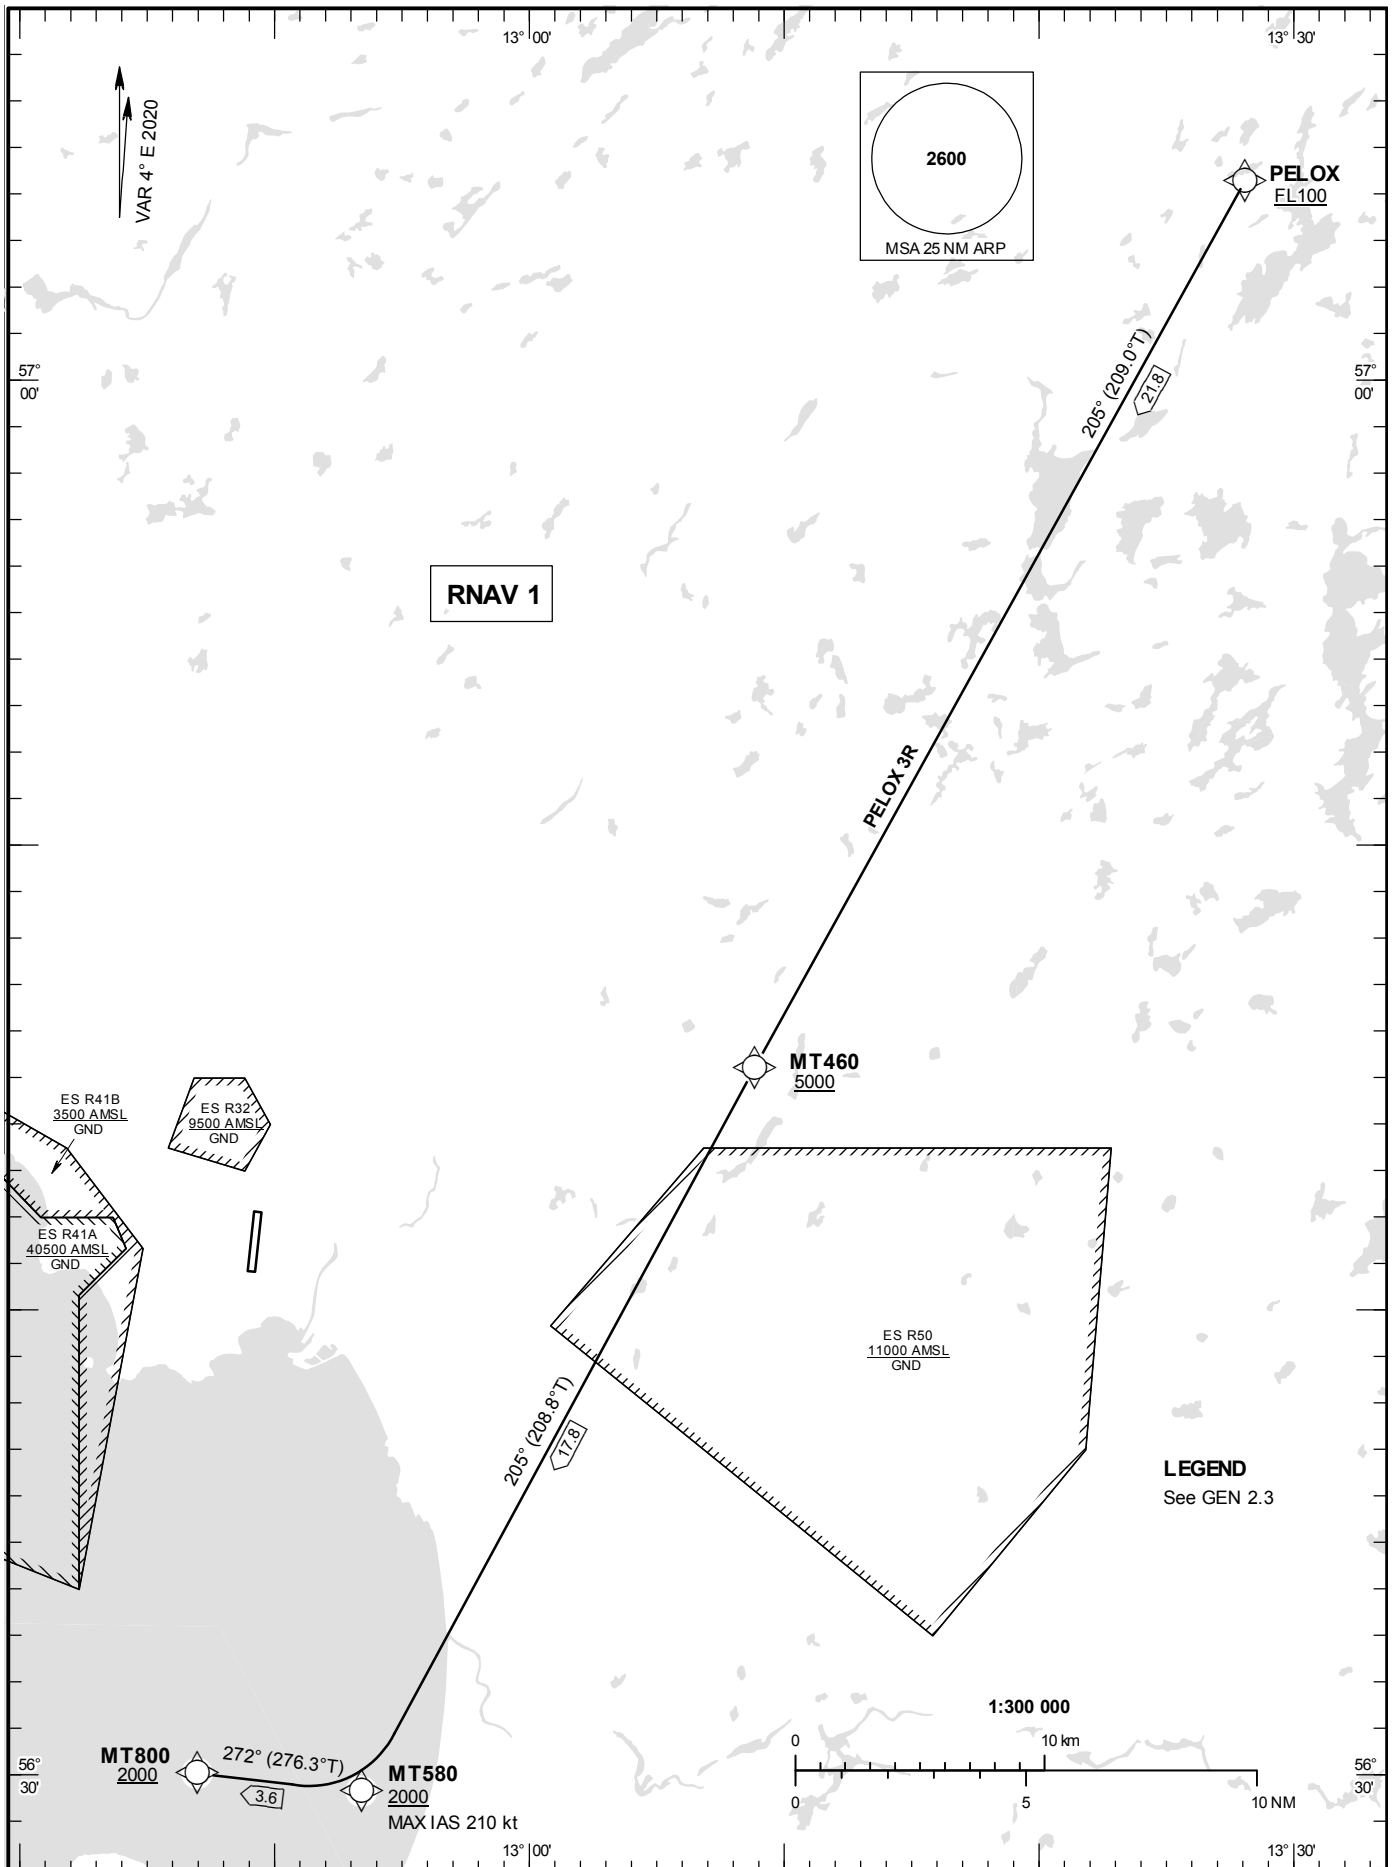 13° 00'
13° 30'
VAR 4° E 2020
2600
MSA 25 NM ARP
PELOX
FL100
57°
00'
57°
00'
205° (209.0°T)
21.8
RNAV 1
PELOX 3R
MT460
5000
ES R41B
3500 AMSL
GND
ES R32
9500 AMSL
GND
ES R41A
40500 AMSL
GND
ES R50
11000 AMSL
GND
205° (208.8°T)
17.8
LEGEND
See GEN 2.3
1:300 000
0
10 km
0
5
10 NM
56°
30'
MT800
2000
272° (276.3°T)
3.6
MT580
2000
MAX IAS 210 kt
56°
30'
13° 00'
13° 30'